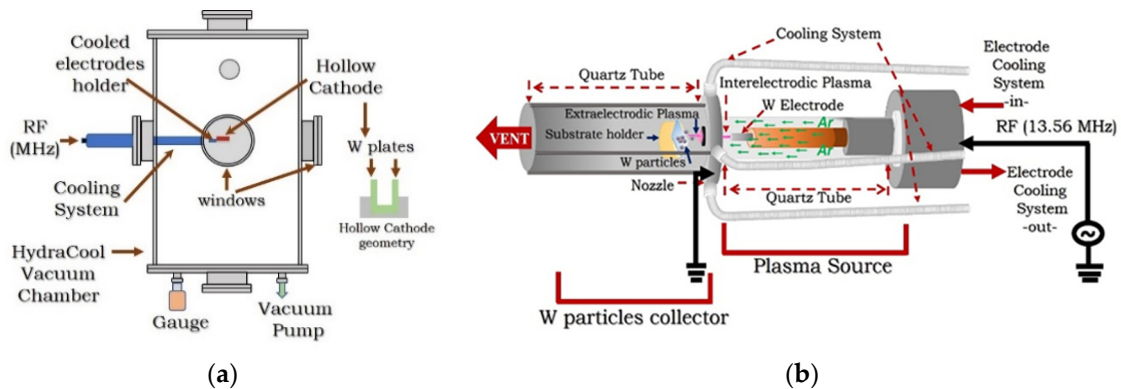 Cooled
electrodes
holder
Hollow
Cathode
RF
(MHz)
W plates
Cooling
System
windows
Hollow Cathode
geometry
HydraCool
Vacuum
Chamber
Gauge
Vacuum
Pump
(a)
Cooling System
Electrode
Cooling
System
-in-
Quartz Tube
Interelectrodic Plasma
W Electrode
Extraelectrodic Plasma
Ar
VENT
Substrate holder
RF (13.56 MHz)
W particles
Ar
Nozzle
Quartz Tube
Electrode
Cooling
System
-out-
Plasma Source
W particles collector
(b)